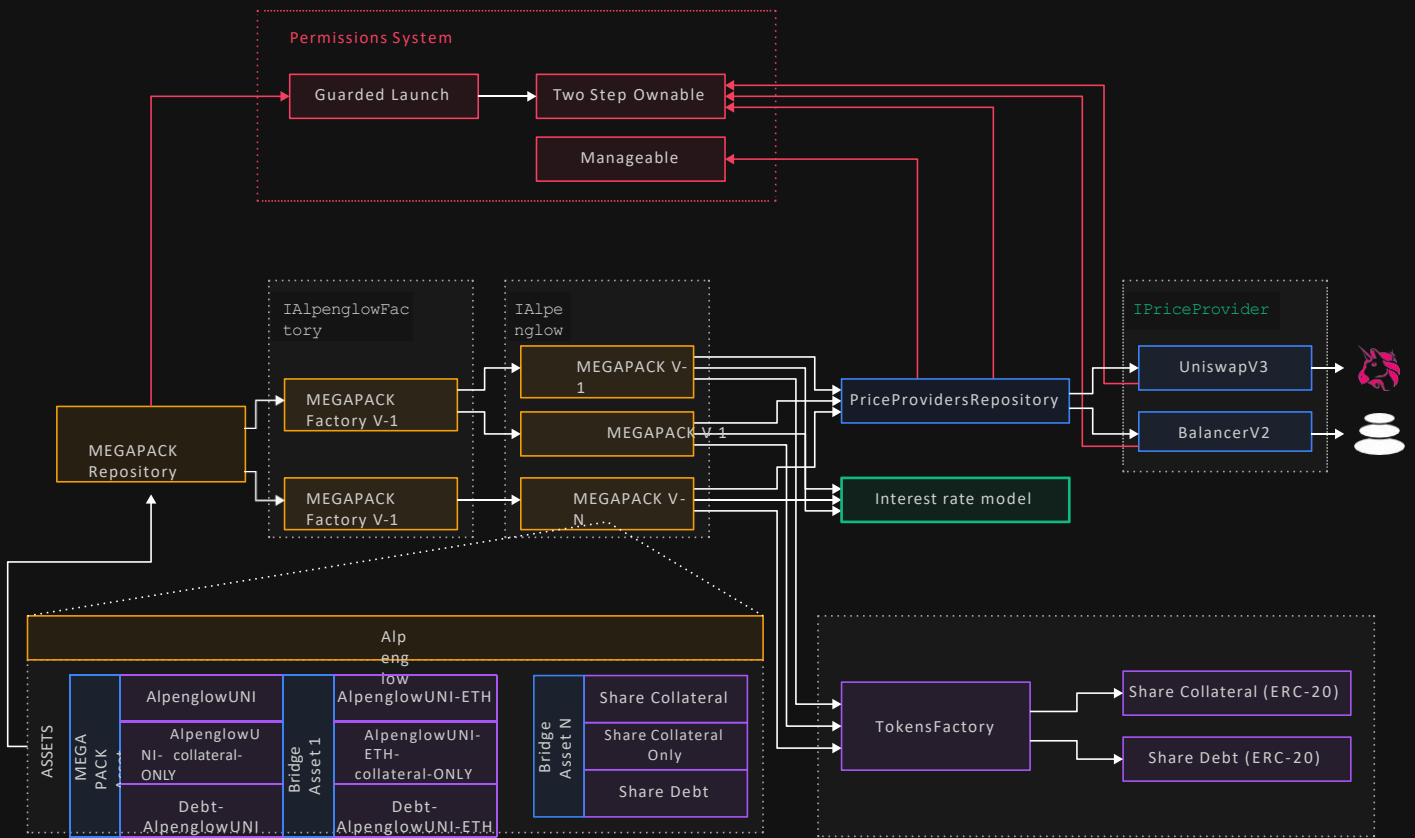 Permissions System
Guarded Launch
Two Step Ownable
Manageable
IAlpenglowFac
tory
IAlpe
nglow
IPriceProvider
MEGAPACK
Repository
MEGAPACK
Factory V-1
MEGAPACK
Factory V-1
MEGAPACK V-
1
MEGAPACK V-1
MEGAPACK V-
N
PriceProvidersRepository
Interest rate model
UniswapV3
BalancerV2
Alp
eng
low
ASSETS
MEGA
PACK
AlpenglowUNI
AlpenglowU
NI- collateral-
ONLY
Debt-
AlpenglowUNI
Bridge
Asset 1
AlpenglowUNI-ETH
AlpenglowUNI-
ETH-
collateral-ONLY
Debt-
AlpenglowUNI-ETH
Bridge
Asset N
Share Collateral
Share Collateral
Only
Share Debt
TokensFactory
Share Collateral (ERC-20)
Share Debt (ERC-20)